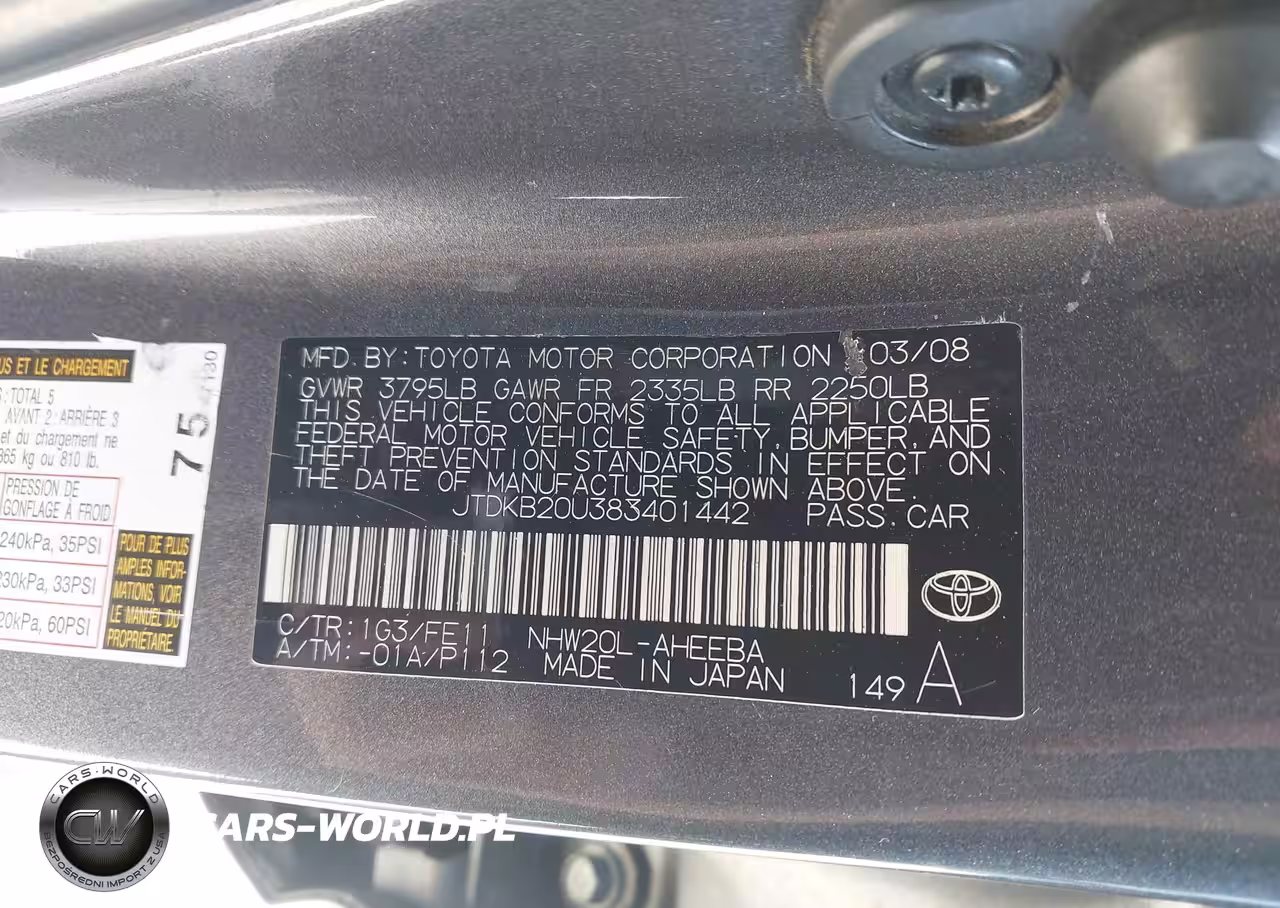 US ET LE CHARGEMENT
: TOTAL 5
AVANT 2 : ARRIÈRE 3
et du chargement ne
365 kg ou 810 lb.
PRESSION DE
GONFLAGE À FROID
240kPa, 35PSI
230kPa, 33PSI
20kPa, 60PSI
POUR DE PLUS
AMPLES INFOR-
MATIONS, VOIR
LE MANUEL DU
PROPRIÉTAIRE.
75
MFD. BY: TOYOTA MOTOR CORPORATION 03/08
GVWR 3795LB GAWR FR 2335LB RR 2250LB
THIS VEHICLE CONFORMS TO ALL APPLICABLE
FEDERAL MOTOR VEHICLE SAFETY, BUMPER, AND
THEFT PREVENTION STANDARDS IN EFFECT ON
THE DATE OF MANUFACTURE SHOWN ABOVE.
JTDKB20U383401442 PASS. CAR
C/TR: 1G3/FE11 NHW20L-AHEEBA
A/TM: -01A/P112 MADE IN JAPAN
149 A
CARS-WORLD
CW
BEZPOŚREDNI IMPORT Z USA
CARS-WORLD.PL